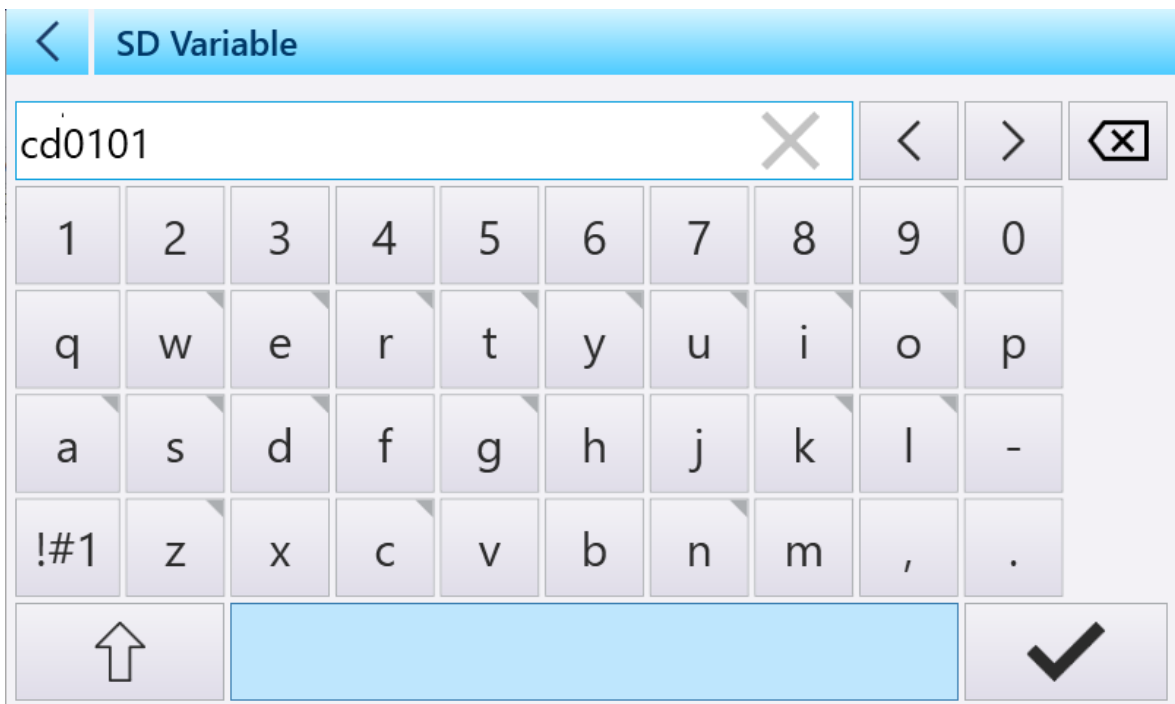 SD Variable
cd0101
1 2 3 4 5 6 7 8 9 0
q w e r t y u i o p
a s d f g h j k l -
!#1 z x c v b n m , .